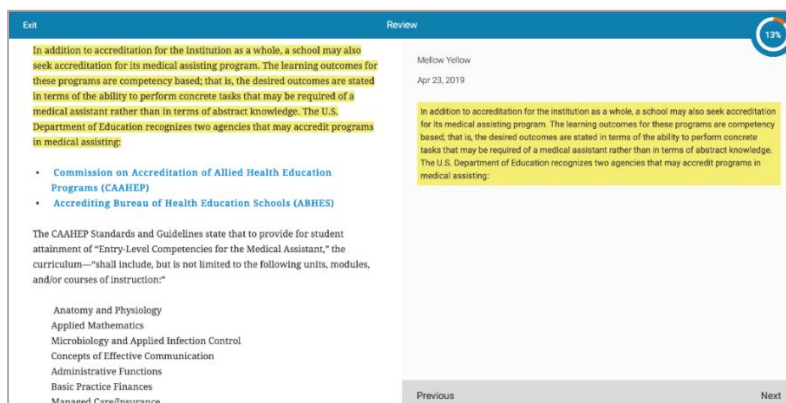 Exit
Review
13%
In addition to accreditation for the institution as a whole, a school may also
seek accreditation for its medical assisting program. The learning outcomes for
these programs are competency based; that is, the desired outcomes are stated
in terms of the ability to perform concrete tasks that may be required of a
medical assistant rather than in terms of abstract knowledge. The U.S.
Department of Education recognizes two agencies that may accredit programs
in medical assisting:
• Commission on Accreditation of Allied Health Education
Programs (CAAHEP)
• Accrediting Bureau of Health Education Schools (ABHES)
The CAAHEP Standards and Guidelines state that to provide for student
attainment of “Entry-Level Competencies for the Medical Assistant,” the
curriculum—“shall include, but is not limited to the following units, modules,
and/or courses of instruction:”
Anatomy and Physiology
Applied Mathematics
Microbiology and Applied Infection Control
Concepts of Effective Communication
Administrative Functions
Basic Practice Finances
Managed Care/Insurance
Mellow Yellow
Apr 23, 2019
In addition to accreditation for the institution as a whole, a school may also seek accreditation
for its medical assisting program. The learning outcomes for these programs are competency
based; that is, the desired outcomes are stated in terms of the ability to perform concrete
tasks that may be required of a medical assistant rather than in terms of abstract knowledge.
The U.S. Department of Education recognizes two agencies that may accredit programs in
medical assisting:
Previous
Next